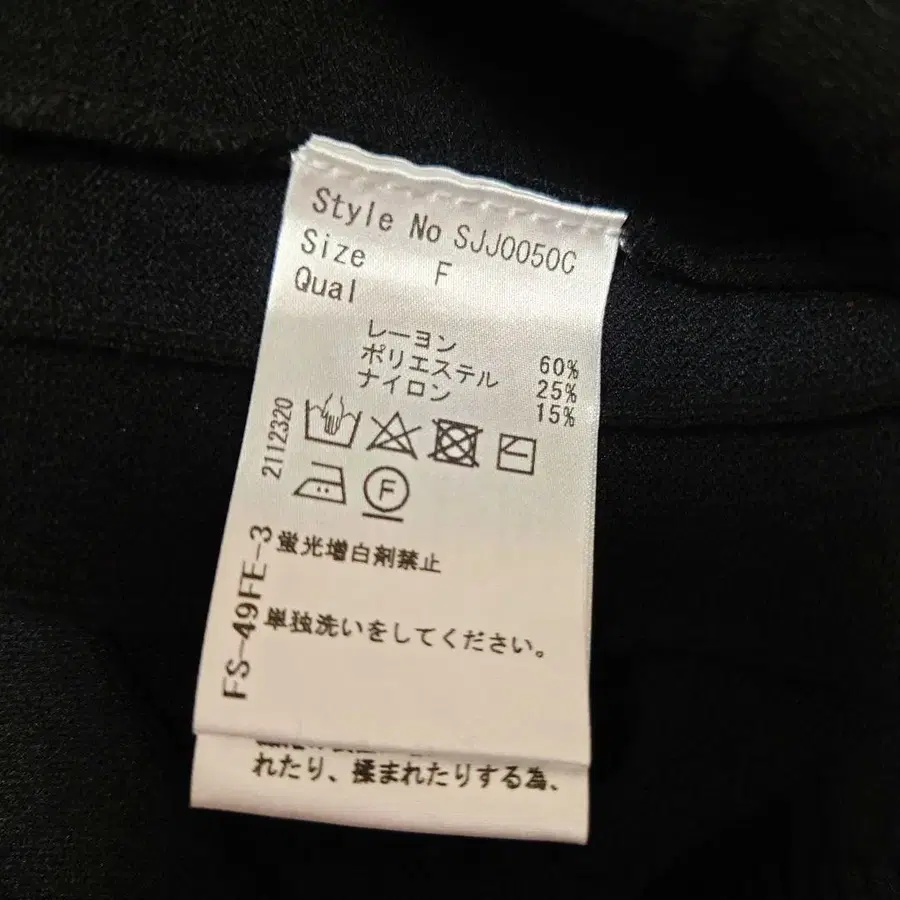 Style No SJJ0050C
Size F
Qual
レーヨン 60%
ポリエステル 25%
ナイロン 15%
2112320
F
FS-49FE-3
蛍光増白剤禁止
単独洗いをしてください。
れたり、揉まれたりする為、